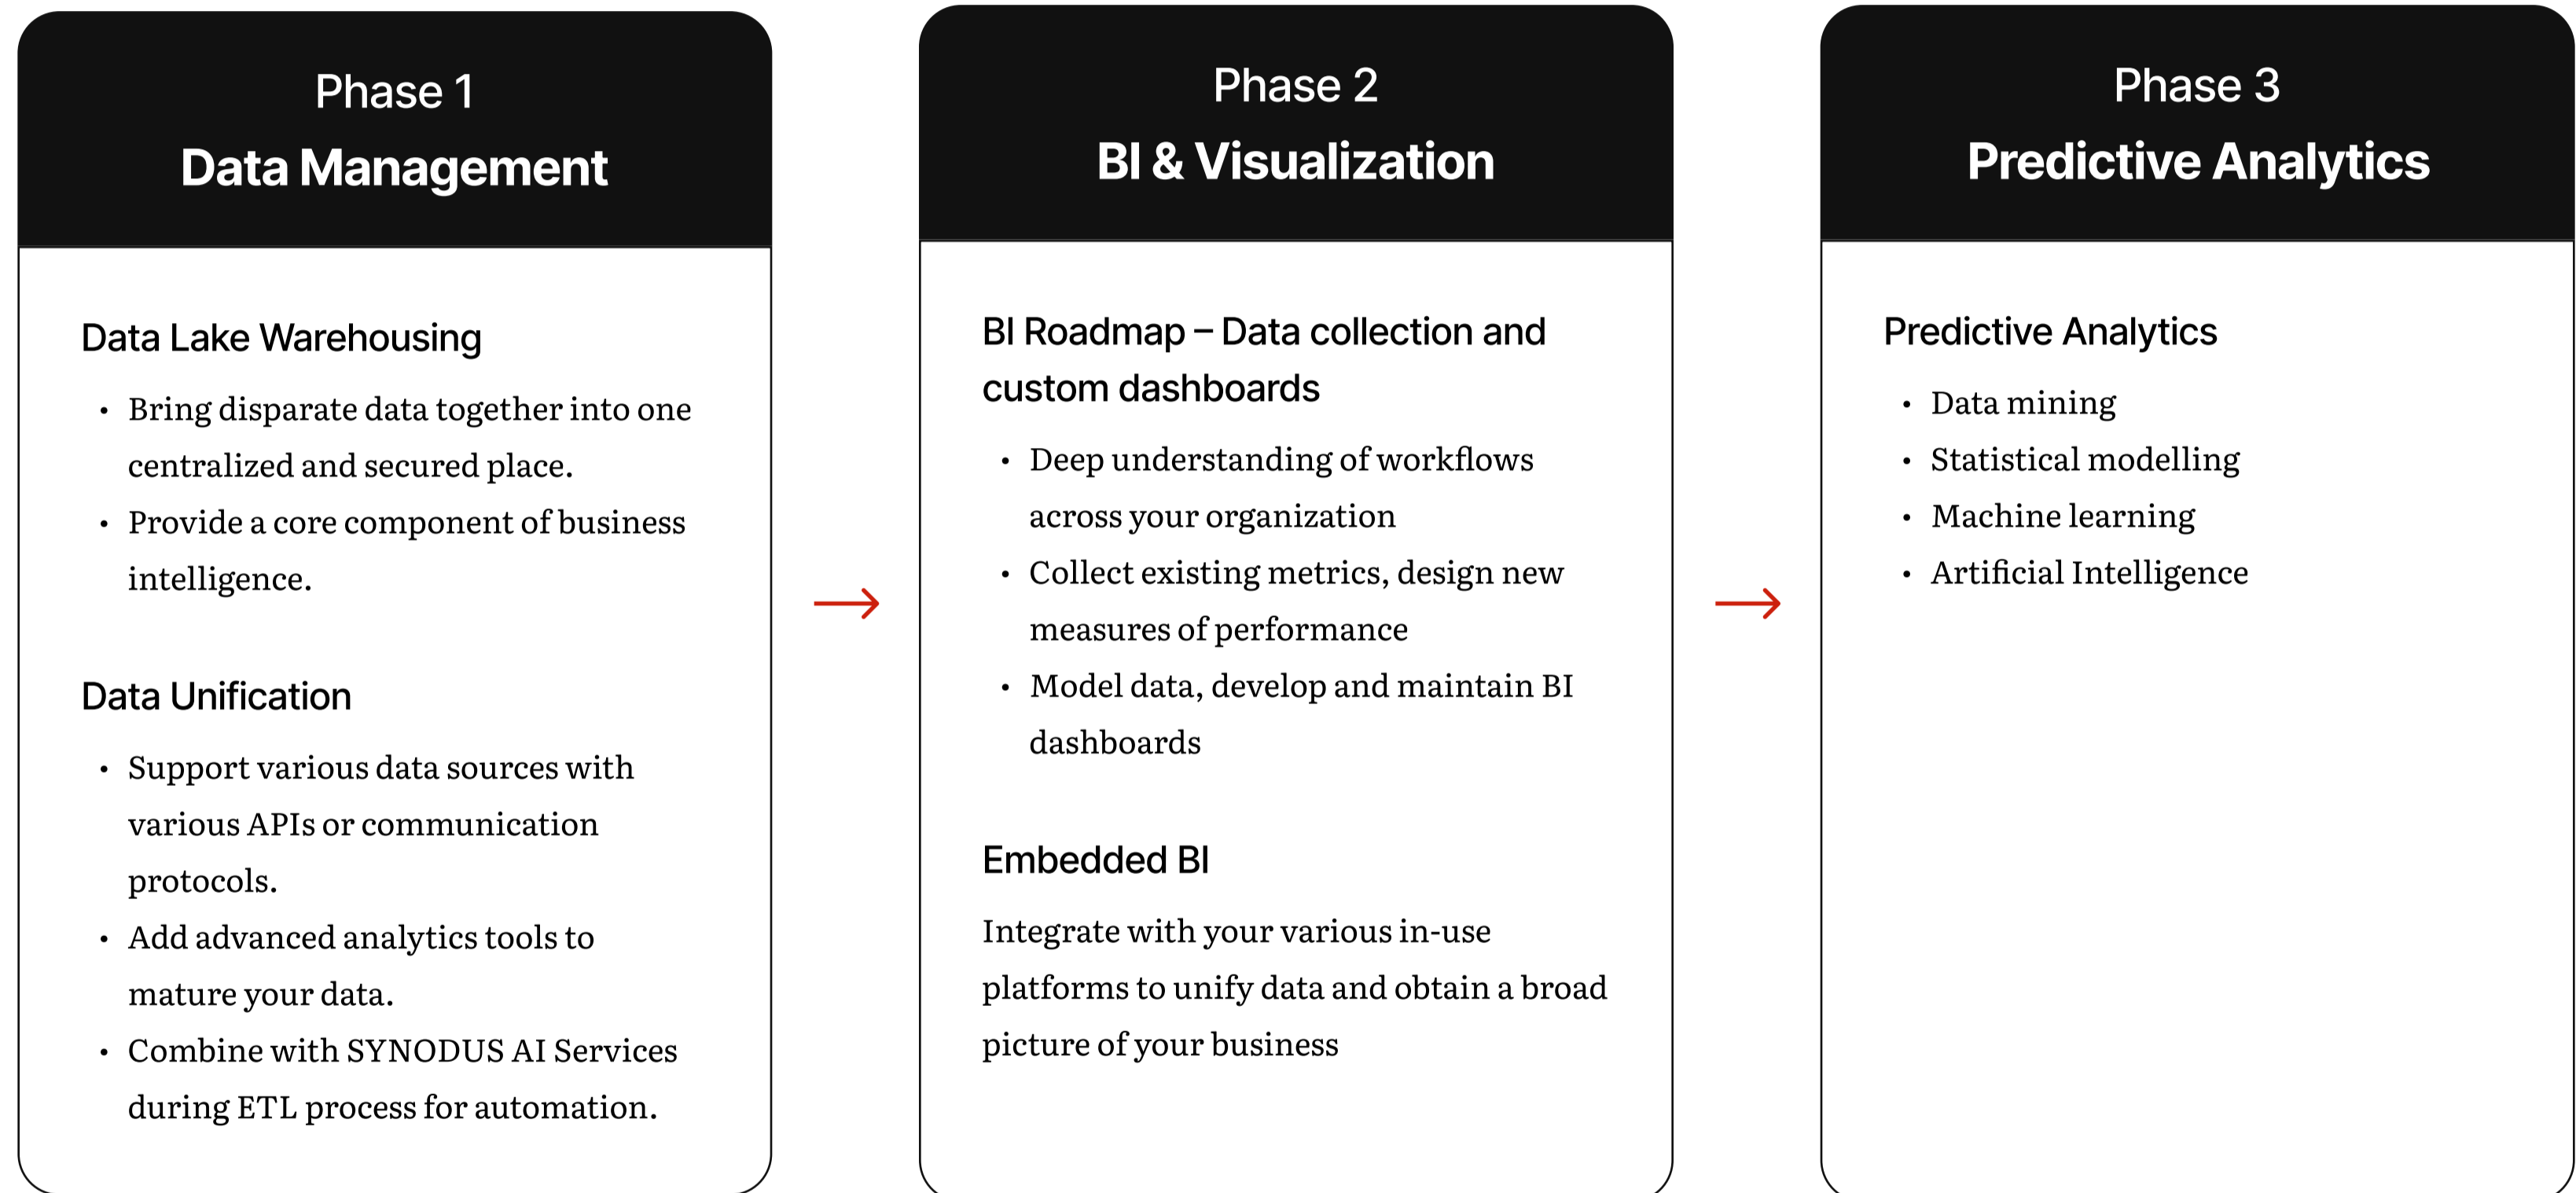 Phase 1
Data Management
Data Lake Warehousing
• Bring disparate data together into one
centralized and secured place.
• Provide a core component of business
intelligence.
Data Unification
• Support various data sources with
various APIs or communication
protocols.
• Add advanced analytics tools to
mature your data.
• Combine with SYNODUS AI Services
during ETL process for automation.
Phase 2
BI & Visualization
BI Roadmap – Data collection and
custom dashboards
• Deep understanding of workflows
across your organization
• Collect existing metrics, design new
measures of performance
• Model data, develop and maintain BI
dashboards
Embedded BI
Integrate with your various in-use
platforms to unify data and obtain a broad
picture of your business
Phase 3
Predictive Analytics
Predictive Analytics
• Data mining
• Statistical modelling
• Machine learning
• Artificial Intelligence